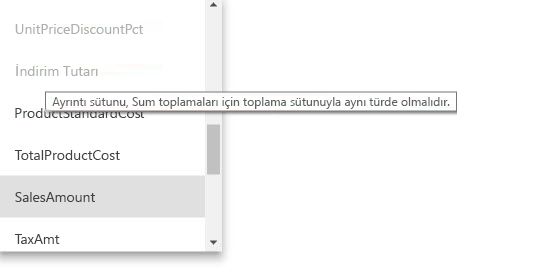 UnitPriceDiscountPct
İndirim Tutarı
Ayrıntı sütunu, Sum toplamaları için toplama sütunuyla aynı türde olmalıdır.
ProductStandardCost
TotalProductCost
SalesAmount
TaxAmt